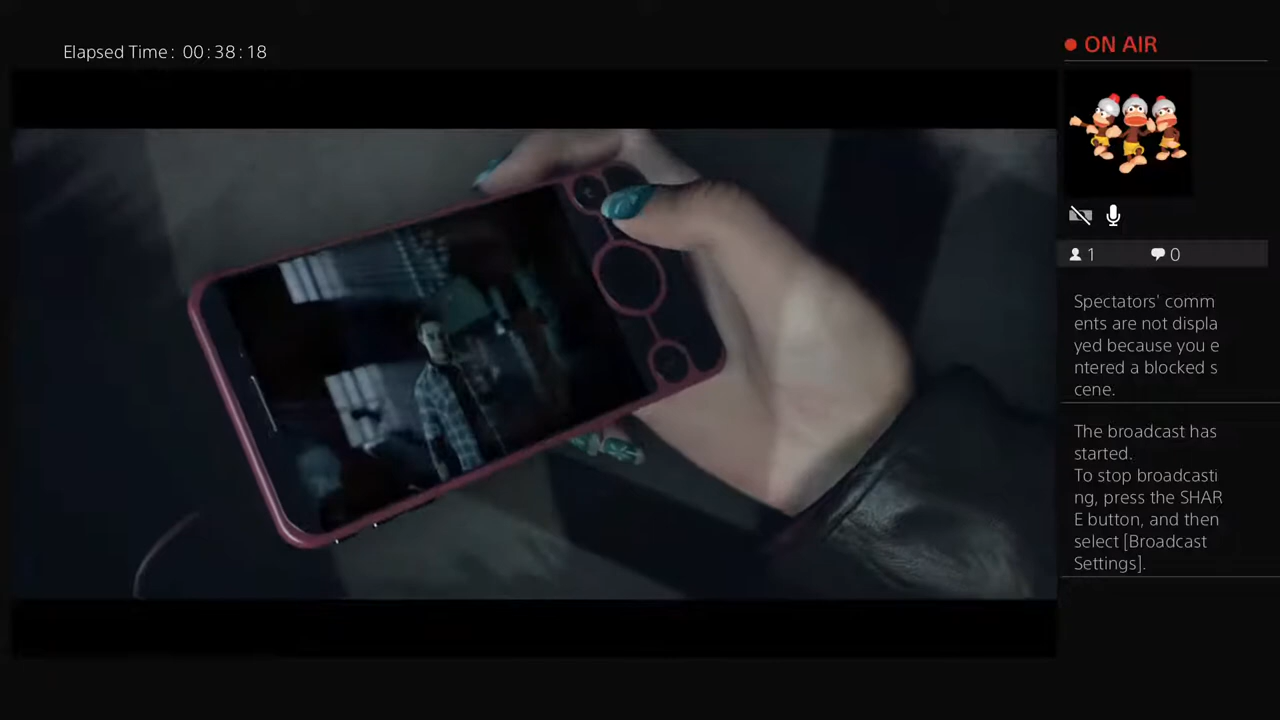 Elapsed Time: 00:38:18
ON AIR
1
0
Spectators' comm
ents are not displa
yed because you e
ntered a blocked s
cene.
The broadcast has
started.
To stop broadcasti
ng, press the SHAR
E button, and then
select [Broadcast
Settings].